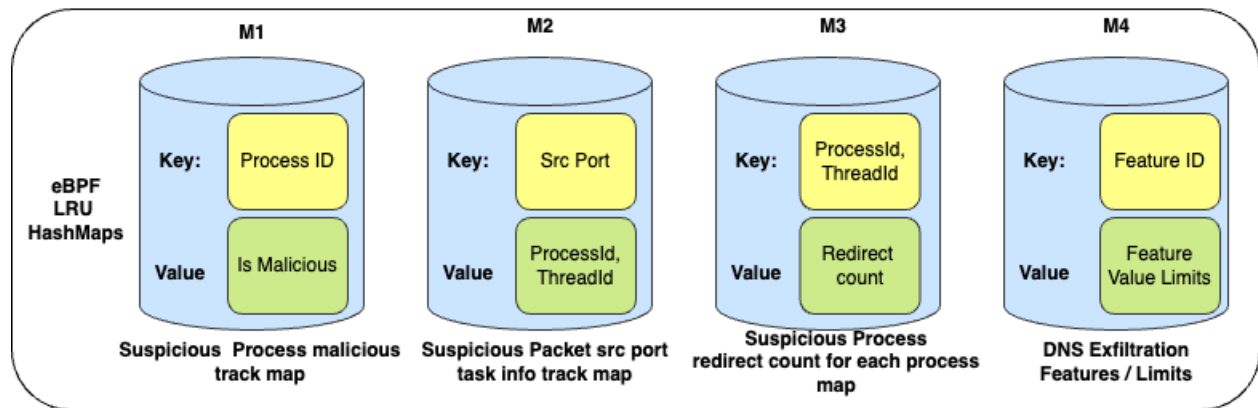 M1
M2
M3
M4
eBPF
LRU
HashMaps
Key:
Process ID
Value
Is Malicious
Suspicious Process malicious
track map
Key:
Src Port
Value
ProcessId,
ThreadId
Suspicious Packet src port
task info track map
Key:
ProcessId,
ThreadId
Value
Redirect
count
Suspicious Process
redirect count for each process
map
Key:
Feature ID
Value
Feature
Value Limits
DNS Exfiltration
Features / Limits